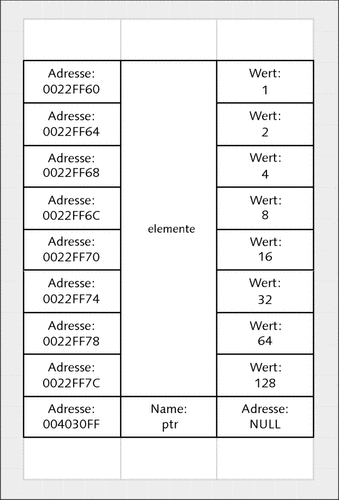 Adresse:
0022FF60
Wert:
1
Adresse:
0022FF64
Wert:
2
Adresse:
0022FF68
Wert:
4
Adresse:
0022FF6C
Wert:
8
elemente
Adresse:
0022FF70
Wert:
16
Adresse:
0022FF74
Wert:
32
Adresse:
0022FF78
Wert:
64
Adresse:
0022FF7C
Wert:
128
Adresse:
004030FF
Name:
ptr
Adresse:
NULL